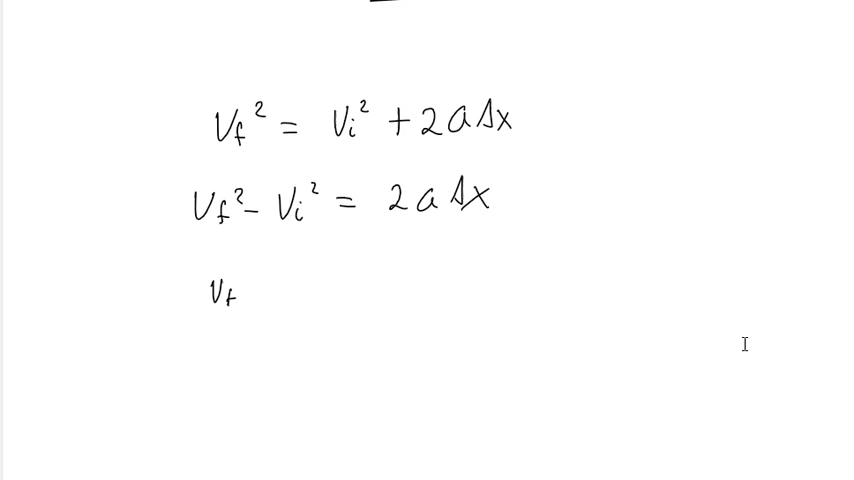 Vf² = Vi² + 2aΔx
Vf² - Vi² = 2aΔx
Vf